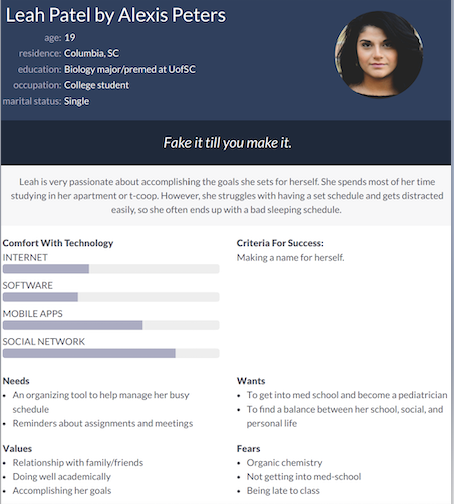 Leah Patel by Alexis Peters
age: 19
residence: Columbia, SC
education: Biology major/premed at UofSC
occupation: College student
marital status: Single
Fake it till you make it.
Leah is very passionate about accomplishing the goals she sets for herself. She spends most of her time
studying in her apartment or t-coop. However, she struggles with having a set schedule and gets distracted
easily, so she often ends up with a bad sleeping schedule.
Comfort With Technology
INTERNET
SOFTWARE
MOBILE APPS
SOCIAL NETWORK
Criteria For Success:
Making a name for herself.
Needs
• An organizing tool to help manage her busy
schedule
• Reminders about assignments and meetings
Wants
• To get into med school and become a pediatrician
• To find a balance between her school, social, and
personal life
Values
• Relationship with family/friends
• Doing well academically
• Accomplishing her goals
Fears
• Organic chemistry
• Not getting into med-school
• Being late to class